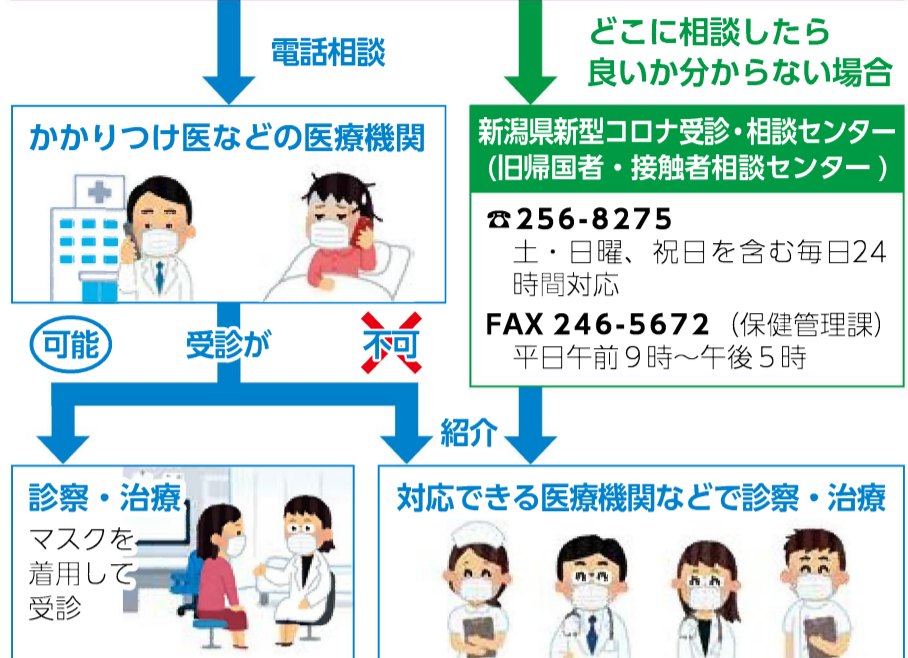 電話相談
どこに相談したら
良いか分からない場合
かかりつけ医などの医療機関
新潟県新型コロナ受診・相談センター
(旧帰国者・接触者相談センター)
☎256-8275
土・日曜、祝日を含む毎日24
時間対応
FAX 246-5672（保健管理課）
平日午前９時～午後５時
可能 受診が 不可
紹介
診察・治療
マスクを
着用して
受診
対応できる医療機関などで診察・治療